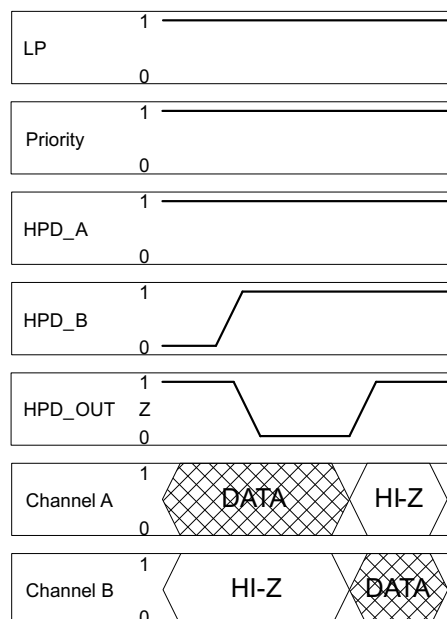 1
LP
0
1
Priority
0
1
HPD_A
0
1
HPD_B
0
1
HPD_OUT Z
0
1
Channel A DATA HI-Z
0
1
Channel B HI-Z DATA
0